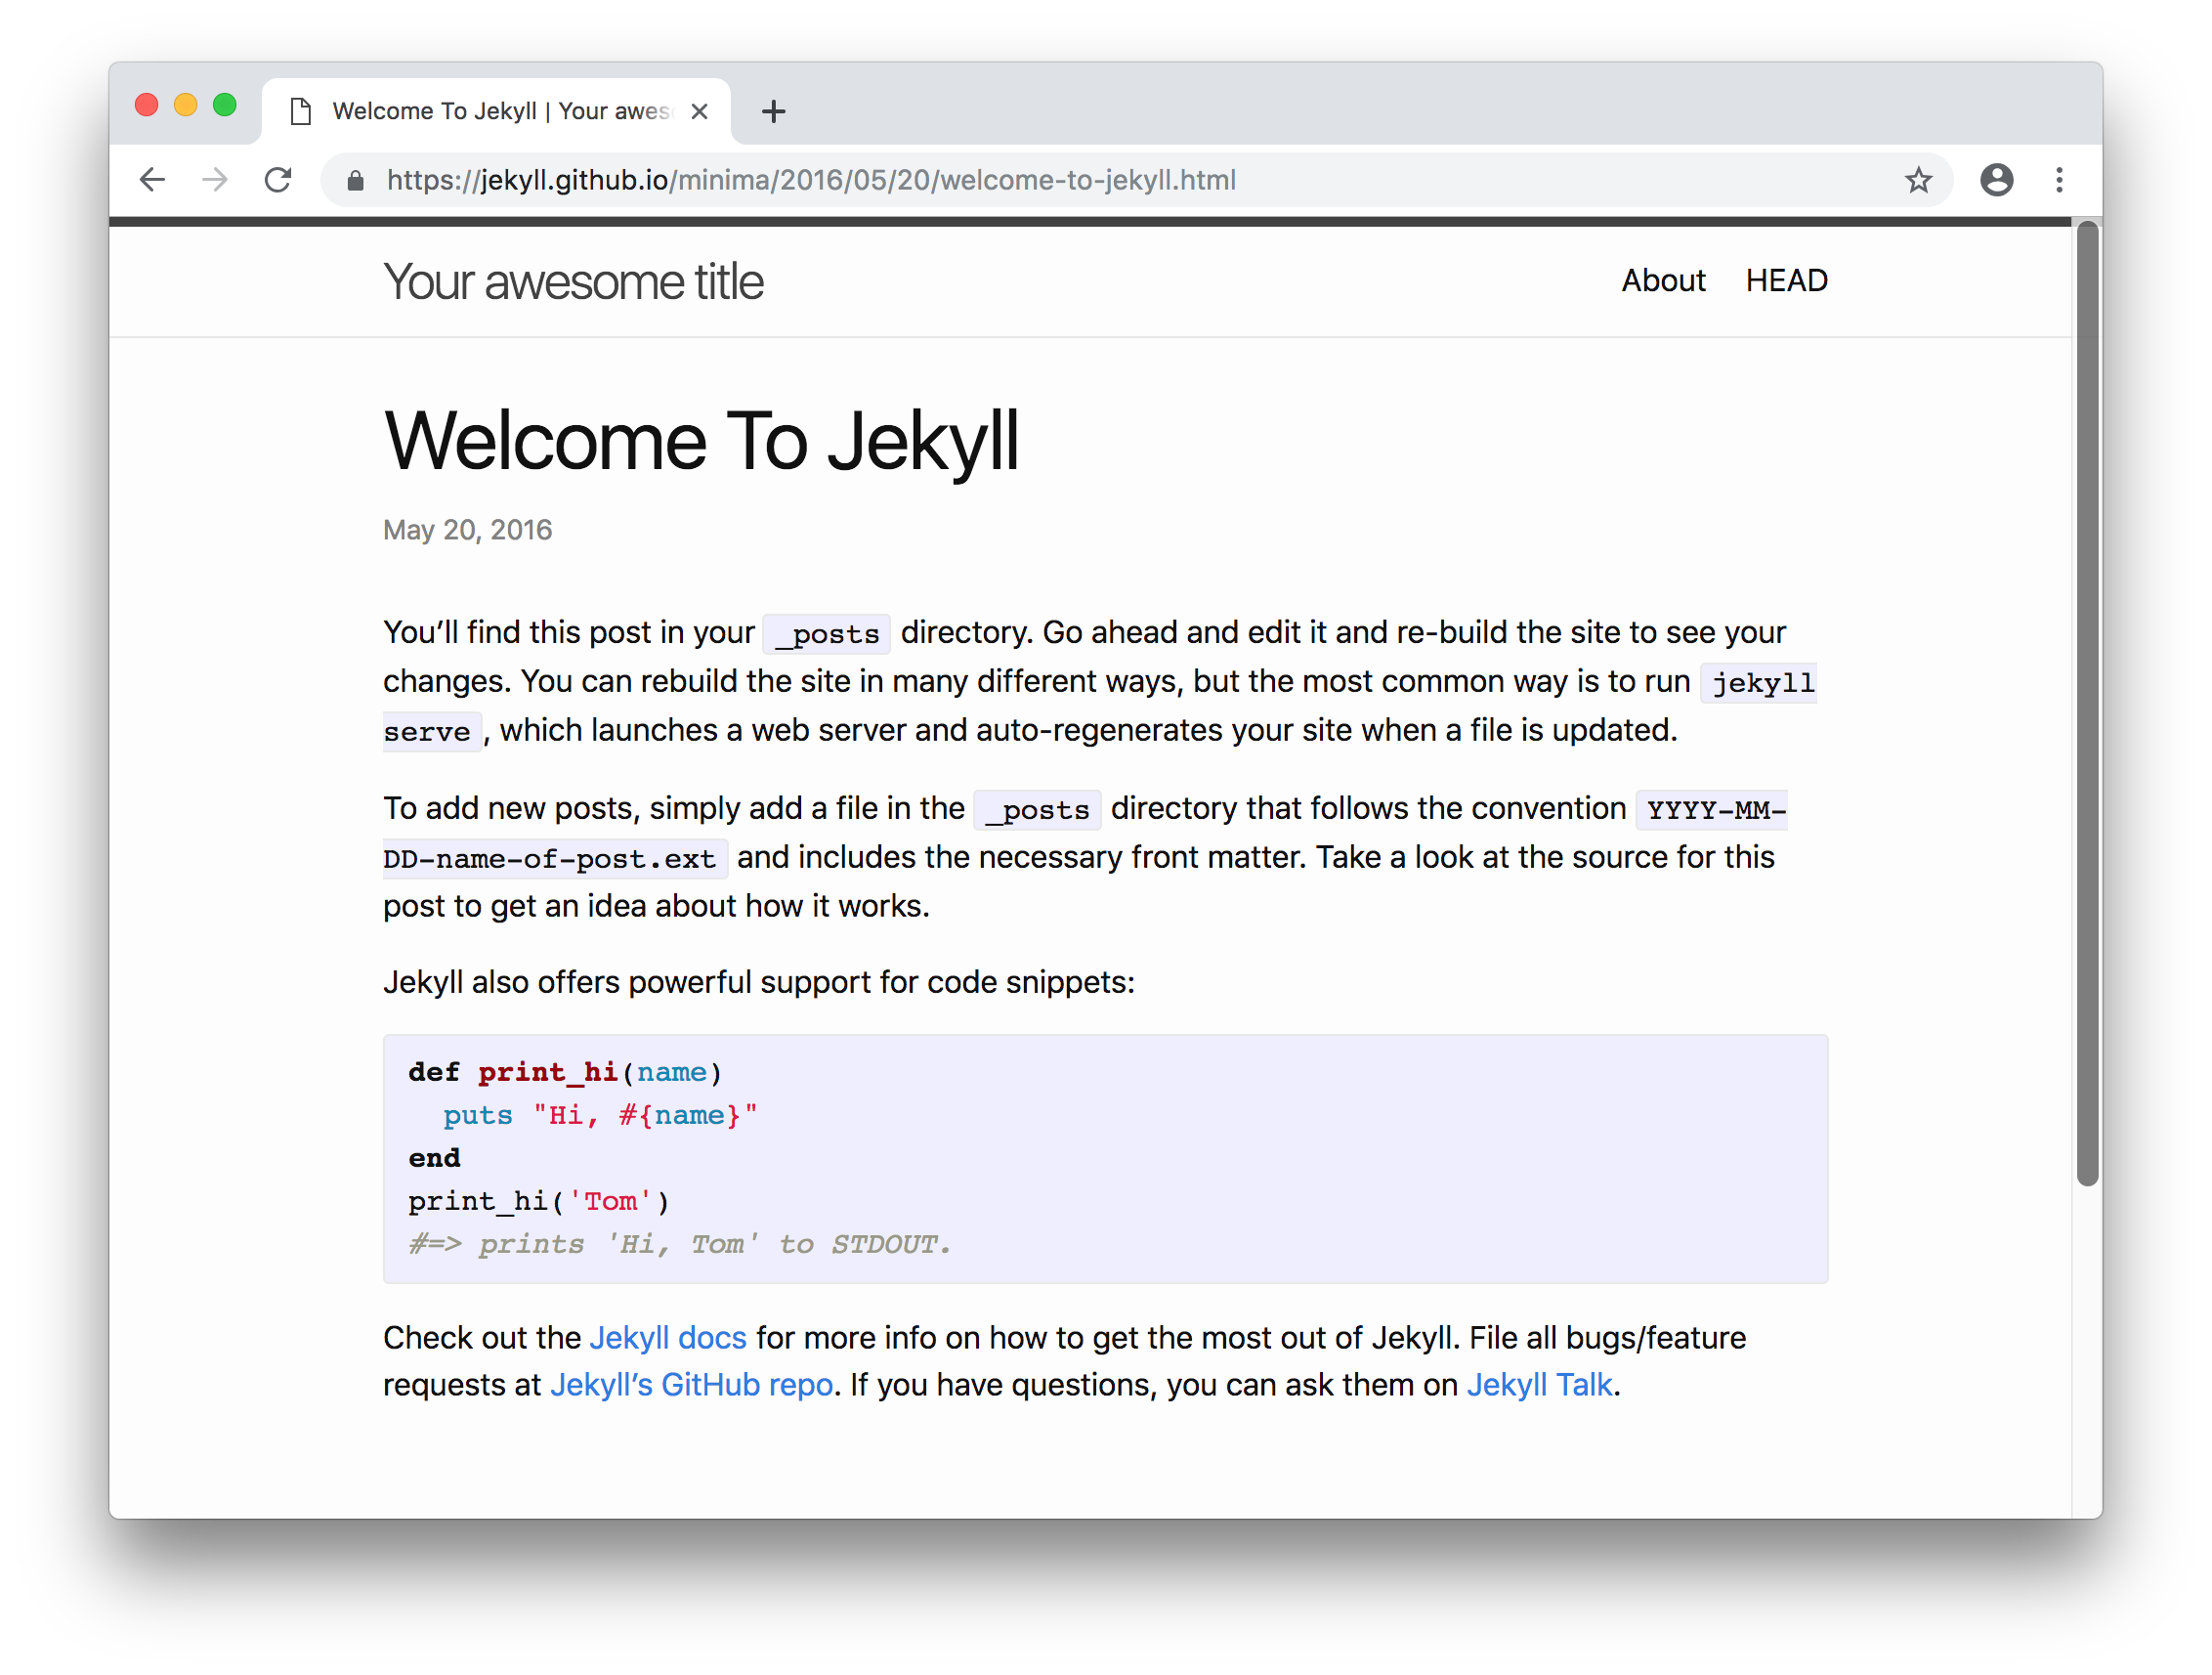 Welcome To Jekyll | Your aweso
https://jekyll.github.io/minima/2016/05/20/welcome-to-jekyll.html
Your awesome title
About HEAD
Welcome To Jekyll
May 20, 2016
You’ll find this post in your _posts directory. Go ahead and edit it and re-build the site to see your
changes. You can rebuild the site in many different ways, but the most common way is to run jekyll
serve , which launches a web server and auto-regenerates your site when a file is updated.
To add new posts, simply add a file in the _posts directory that follows the convention YYYY-MM-
DD-name-of-post.ext and includes the necessary front matter. Take a look at the source for this
post to get an idea about how it works.
Jekyll also offers powerful support for code snippets:
def print_hi(name)
  puts "Hi, #{name}"
end
print_hi('Tom')
#=> prints 'Hi, Tom' to STDOUT.
Check out the Jekyll docs for more info on how to get the most out of Jekyll. File all bugs/feature
requests at Jekyll’s GitHub repo. If you have questions, you can ask them on Jekyll Talk.